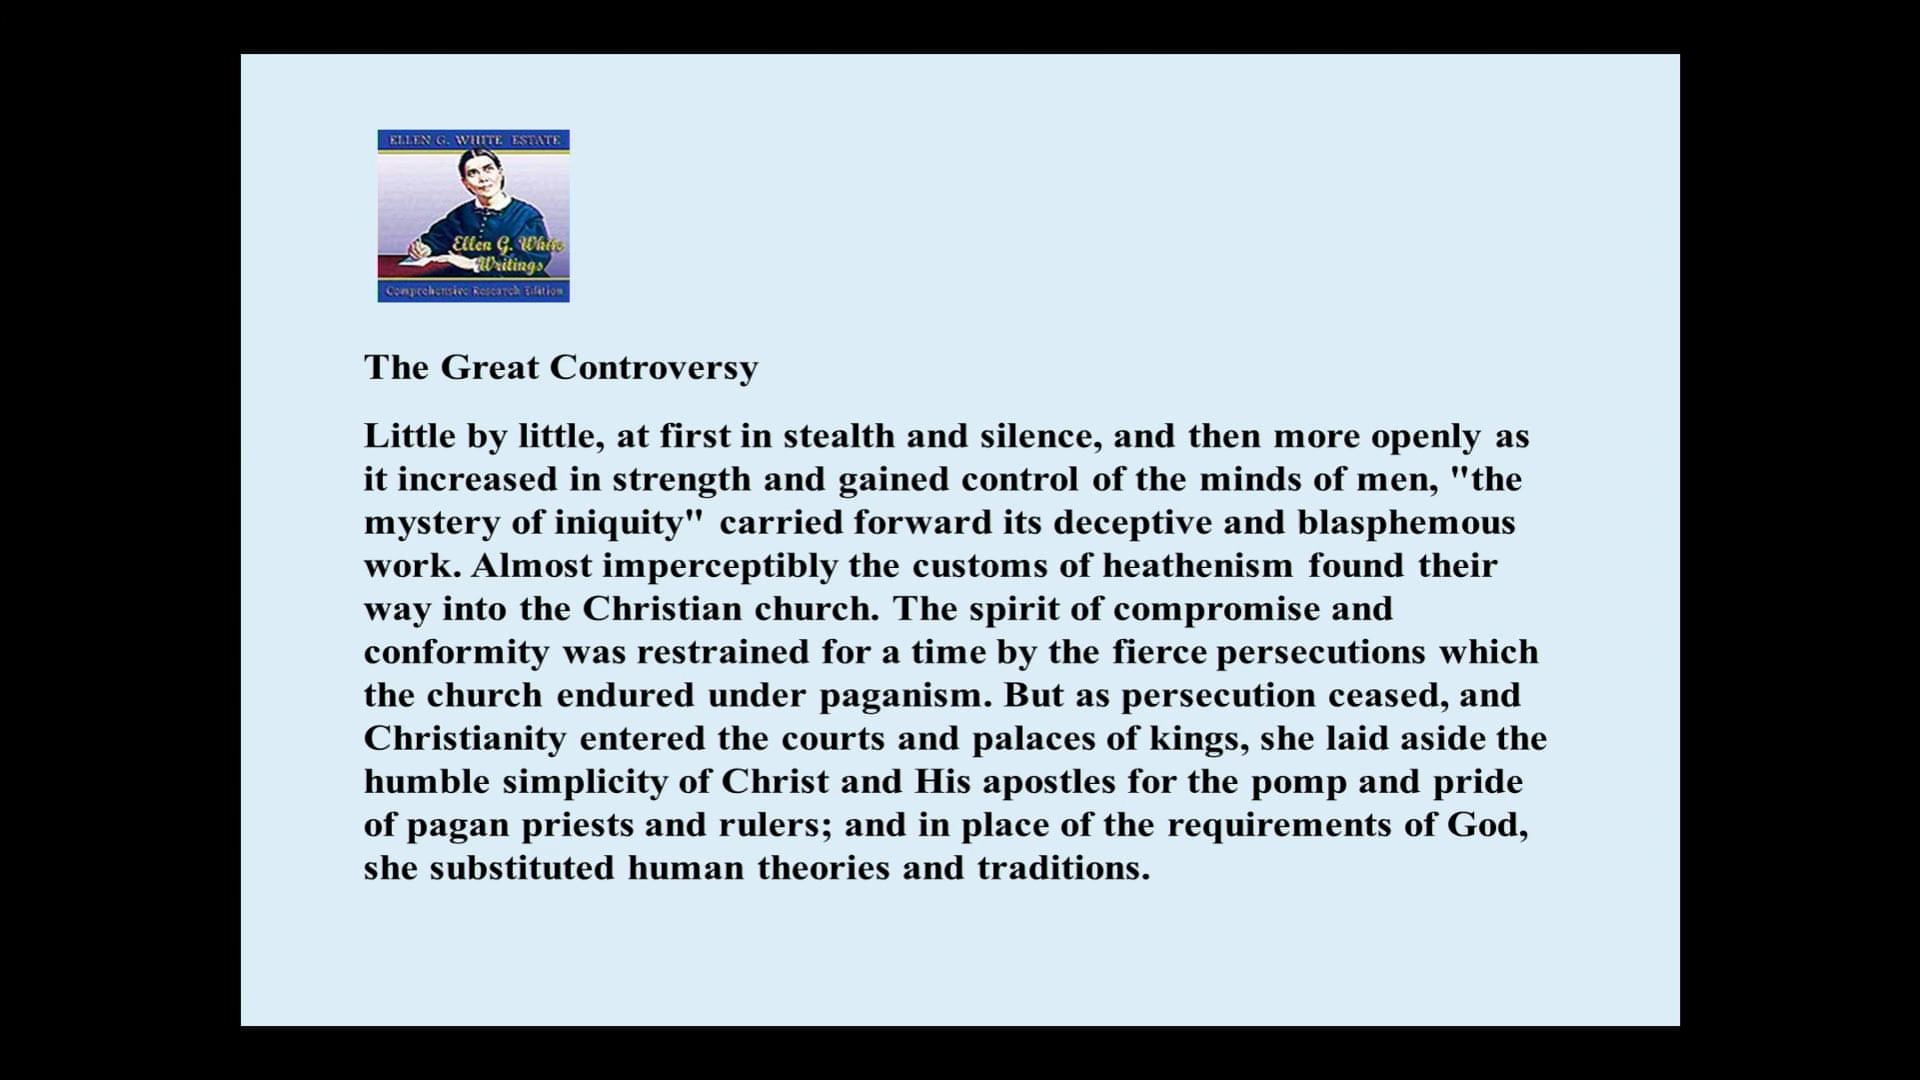 ELLEN G. WHITE ESTATE
Ellen G. White
Writings
Comprehensive Research Edition
The Great Controversy
Little by little, at first in stealth and silence, and then more openly as
it increased in strength and gained control of the minds of men, "the
mystery of iniquity" carried forward its deceptive and blasphemous
work. Almost imperceptibly the customs of heathenism found their
way into the Christian church. The spirit of compromise and
conformity was restrained for a time by the fierce persecutions which
the church endured under paganism. But as persecution ceased, and
Christianity entered the courts and palaces of kings, she laid aside the
humble simplicity of Christ and His apostles for the pomp and pride
of pagan priests and rulers; and in place of the requirements of God,
she substituted human theories and traditions.